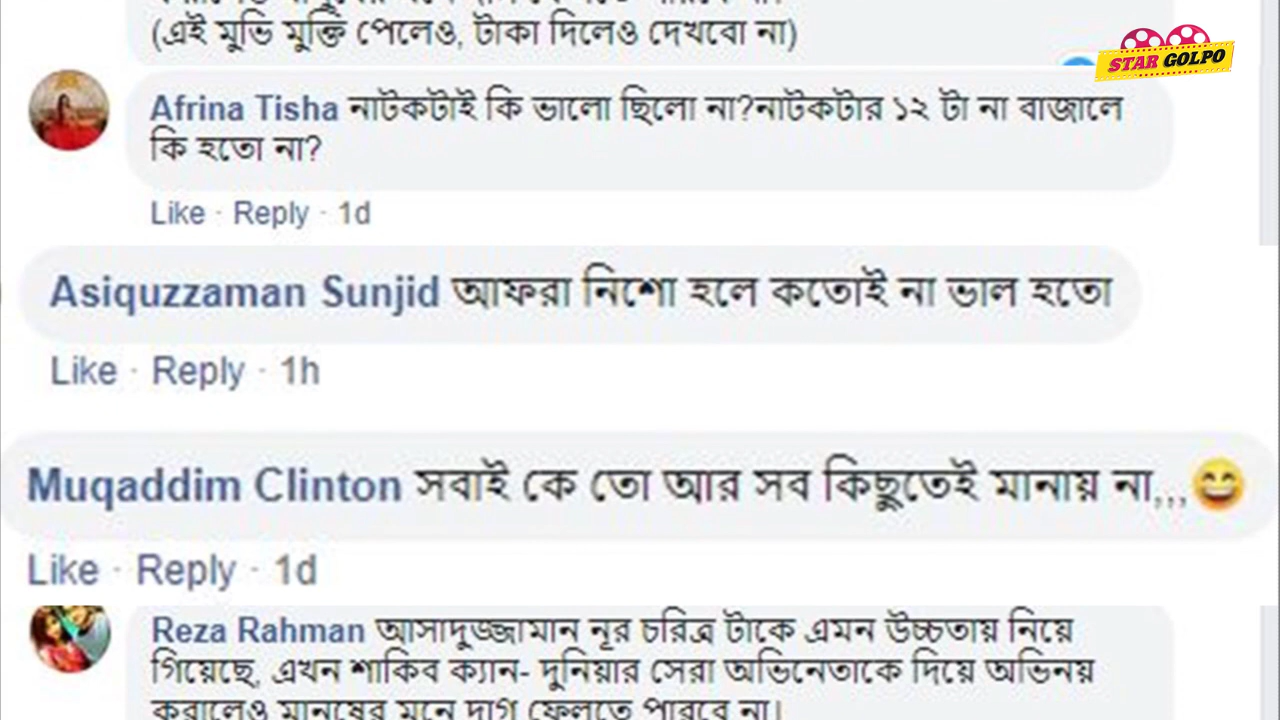 (এই মুভি মুক্তি পেলেও, টাকা দিলেও দেখবো না)
STAR GOLPO
Afrina Tisha নাটকটাই কি ভালো ছিলো না?নাটকটার ১২ টা না বাজালে
কি হতো না?
Like · Reply · 1d
Asiquzzaman Sunjid আফরা নিশো হলে কতোই না ভাল হতো
Like · Reply · 1h
Muqaddim Clinton সবাই কে তো আর সব কিছুতেই মানায় না,,,😄
Like · Reply · 1d
Reza Rahman আসাদুজ্জামান নূর চরিত্র টাকে এমন উচ্চতায় নিয়ে
গিয়েছে, এখন শাকিব ক্যান- দুনিয়ার সেরা অভিনেতাকে দিয়ে অভিনয়
করালেও মানুষের মনে দাগ ফেলতে পারবে না।